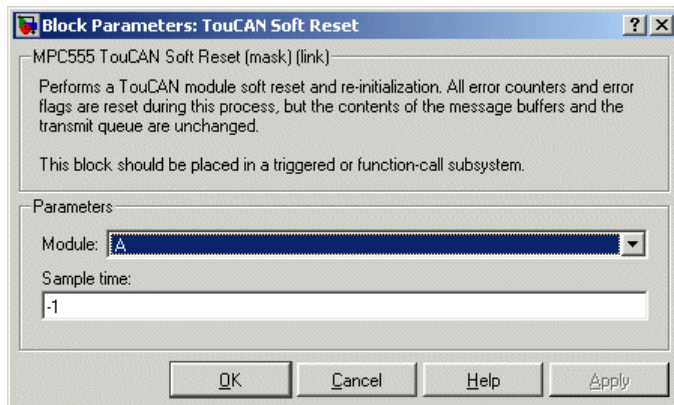 Block Parameters: TouCAN Soft Reset
MPC555 TouCAN Soft Reset (mask) (link)
Performs a TouCAN module soft reset and re-initialization. All error counters and error
flags are reset during this process, but the contents of the message buffers and the
transmit queue are unchanged.
This block should be placed in a triggered or function-call subsystem.
Parameters
Module: A
Sample time:
-1
OK Cancel Help Apply